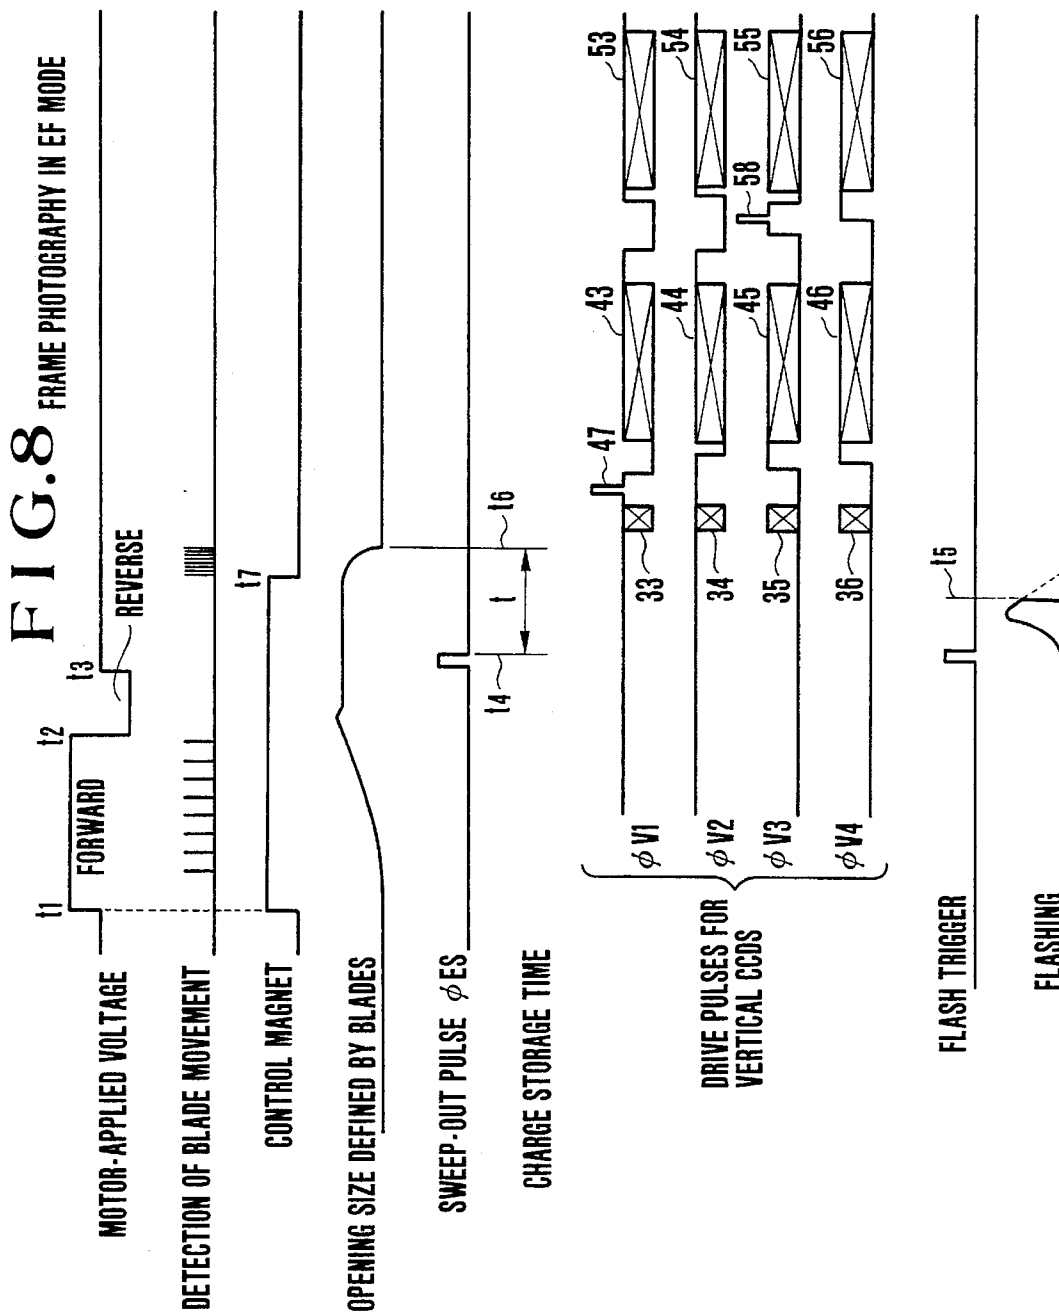 FIG.8 FRAME PHOTOGRAPHY IN EF MODE
t1 t2 t3
MOTOR-APPLIED VOLTAGE
FORWARD
REVERSE
DETECTION OF BLADE MOVEMENT
t7
CONTROL MAGNET
OPENING SIZE DEFINED BY BLADES
SWEEP-OUT PULSE φES
t4 t t6
CHARGE STORAGE TIME
47
33 43 53
φV1
34 44 54
φV2
58
35 45 55
φV3
36 46 56
φV4
DRIVE PULSES FOR
VERTICAL CCDS
FLASH TRIGGER
t5
FLASHING